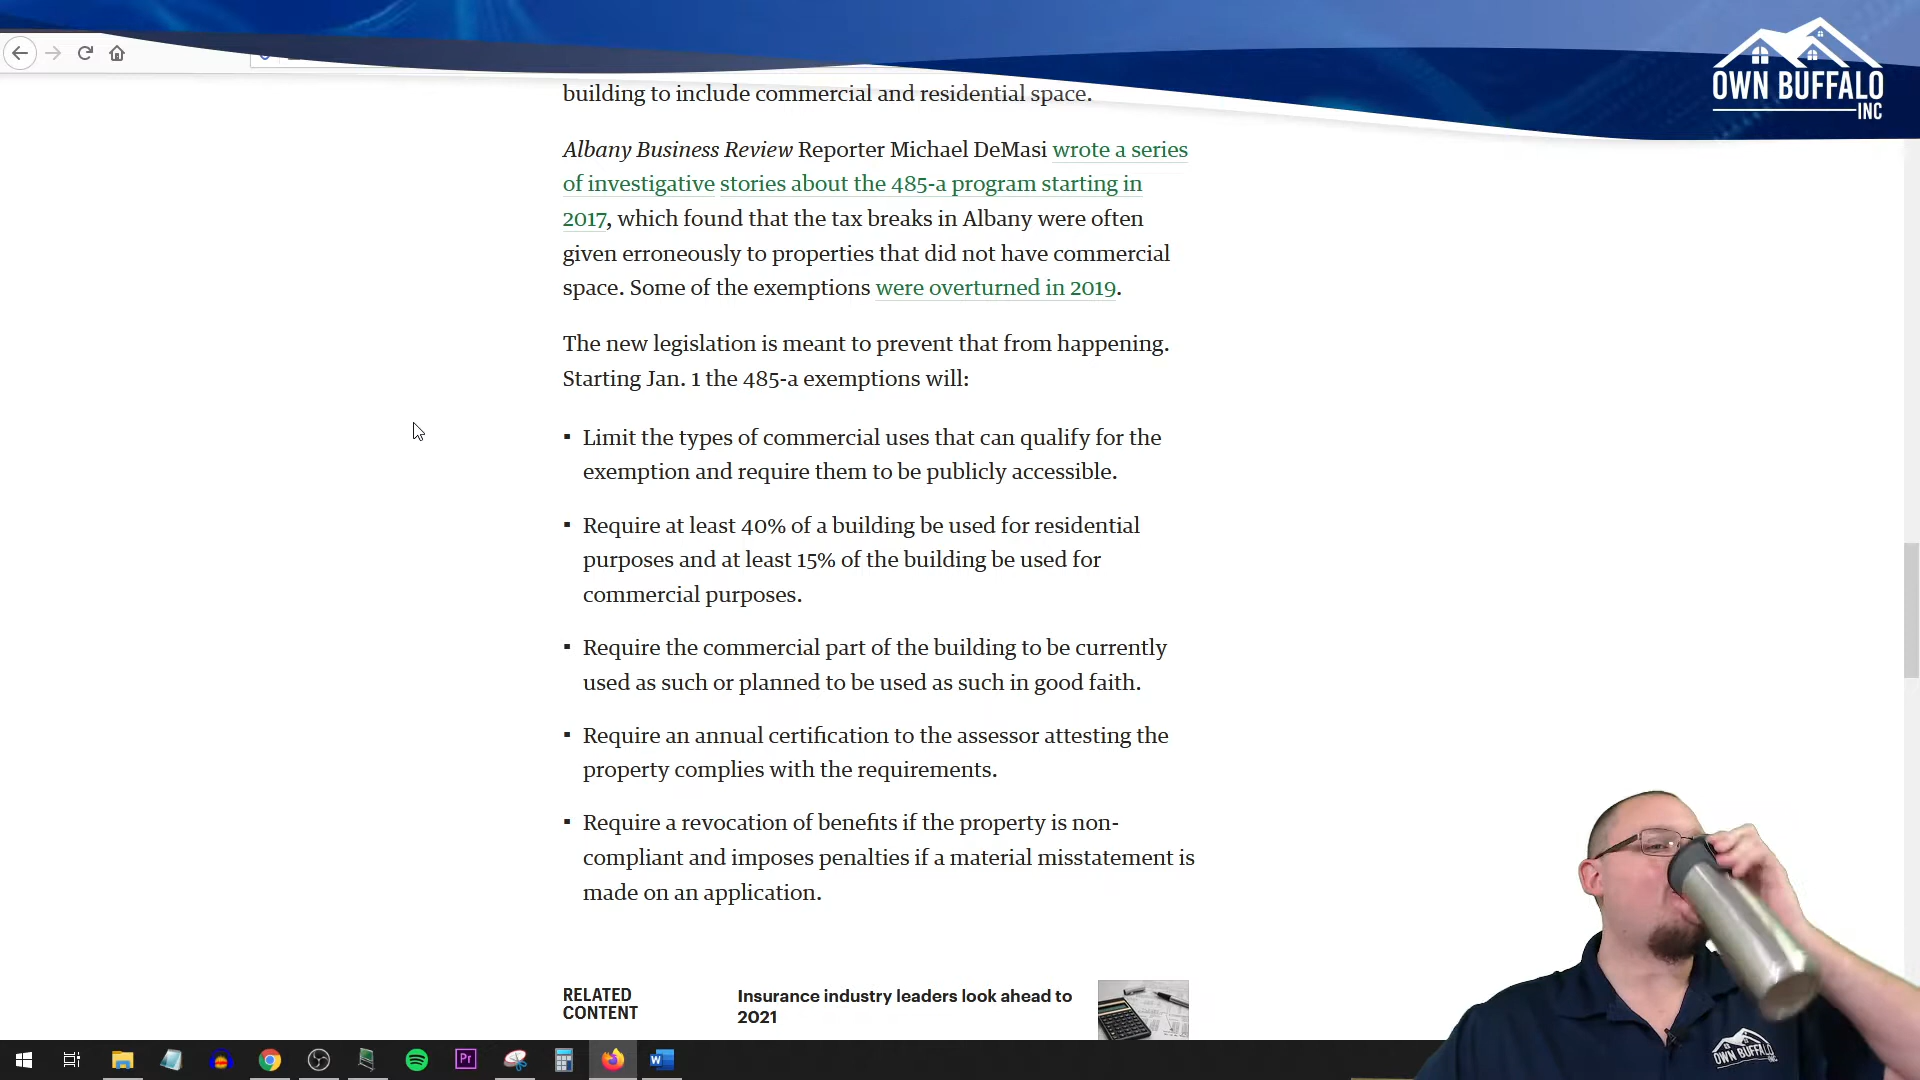 OWN BUFFALO
INC
building to include commercial and residential space.
Albany Business Review Reporter Michael DeMasi wrote a series
of investigative stories about the 485-a program starting in
2017, which found that the tax breaks in Albany were often
given erroneously to properties that did not have commercial
space. Some of the exemptions were overturned in 2019.
The new legislation is meant to prevent that from happening.
Starting Jan. 1 the 485-a exemptions will:
▪ Limit the types of commercial uses that can qualify for the
exemption and require them to be publicly accessible.
▪ Require at least 40% of a building be used for residential
purposes and at least 15% of the building be used for
commercial purposes.
▪ Require the commercial part of the building to be currently
used as such or planned to be used as such in good faith.
▪ Require an annual certification to the assessor attesting the
property complies with the requirements.
▪ Require a revocation of benefits if the property is non-
compliant and imposes penalties if a material misstatement is
made on an application.
RELATED
CONTENT
Insurance industry leaders look ahead to
2021
Pr
W
OWN BUFFALO
INC